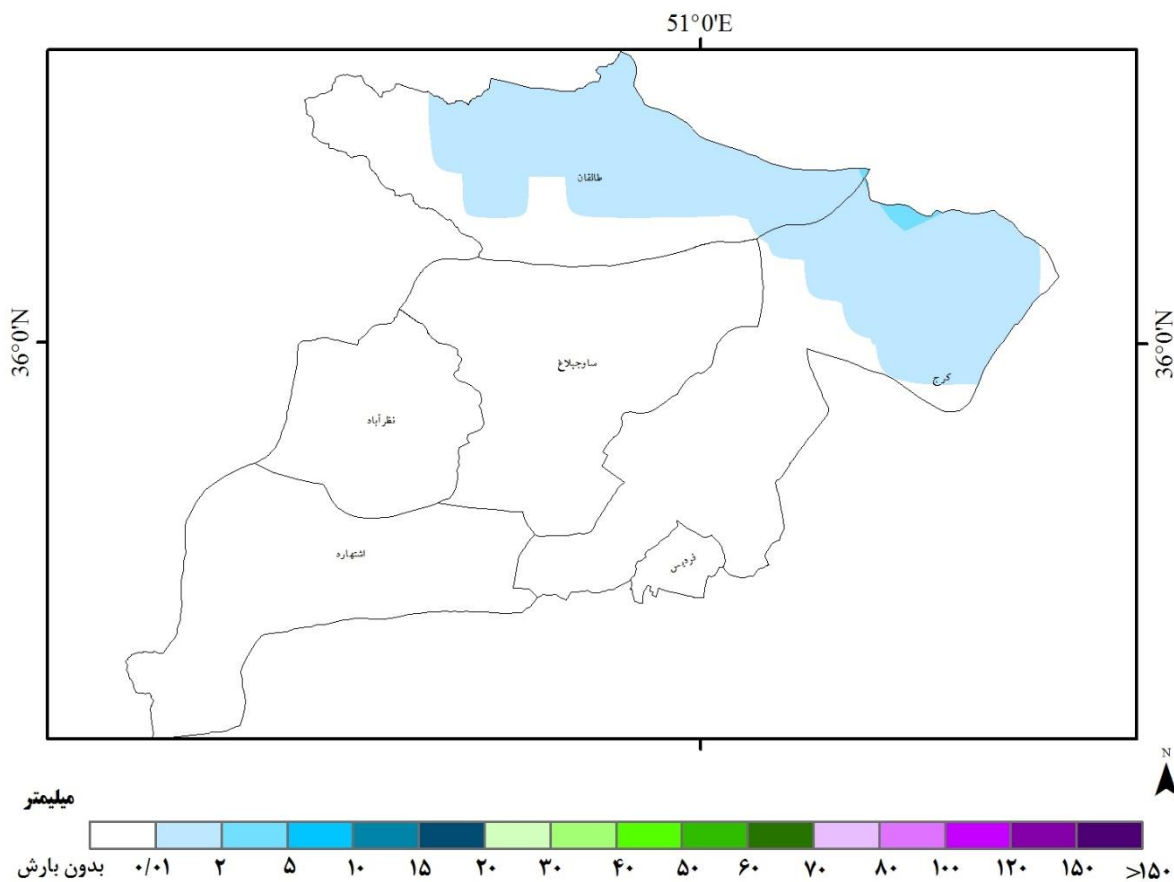 51°0'E
36°0'N
36°0'N
طالقان
ساوجبلاغ
کرج
نظرآباد
اشتهارد
فردیس
N
میلیمتر
بدون بارش ۰/۰۱ ۲ ۵ ۱۰ ۱۵ ۲۰ ۳۰ ۴۰ ۵۰ ۶۰ ۷۰ ۸۰ ۱۰۰ ۱۲۰ ۱۵۰ >۱۵۰